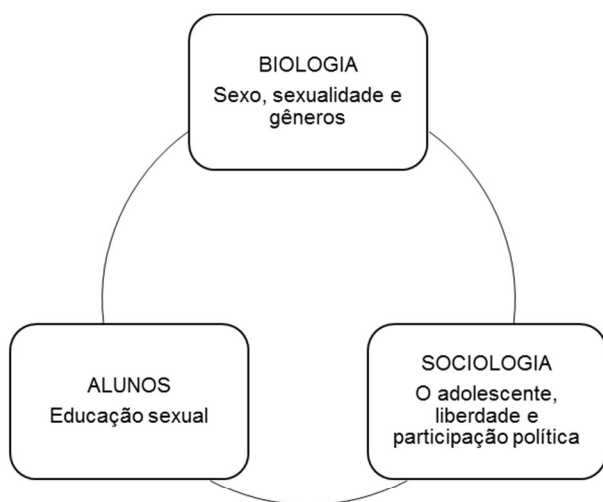 BIOLOGIA
Sexo, sexualidade e
gêneros
ALUNOS
Educação sexual
SOCIOLOGIA
O adolescente,
liberdade e
participação política